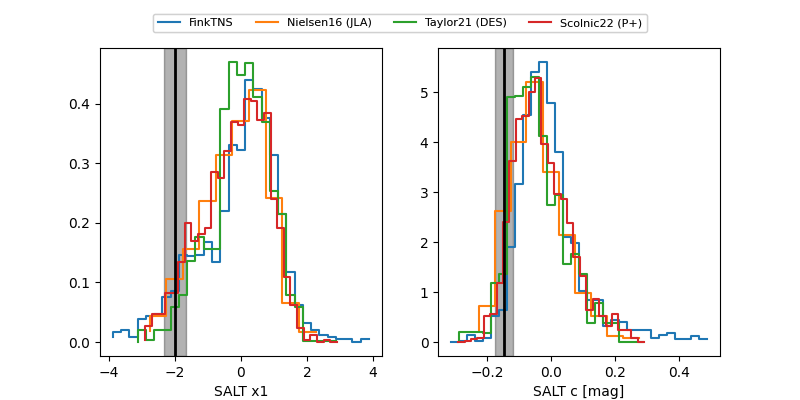 FinkTNS Nielsen16 (JLA) Taylor21 (DES) Scolnic22 (P+)
0.4
0.3
0.2
0.1
0.0
−4 −2 0 2 4
SALT x1
5
4
3
2
1
0
−0.2 0.0 0.2 0.4
SALT c [mag]